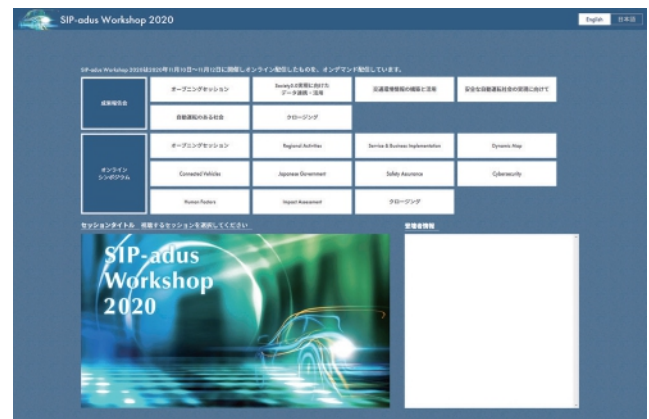 SIP-adus Workshop 2020
English
日本語
SIP-adus Workshop 2020は2020年11月10日〜11月12日に開催しオンライン配信したものを、オンデマンド配信しています。
成果報告会
オープニングセッション
Society5.0実現に向けた
データ連携・活用
交通環境情報の構築と活用
安全な自動運転社会の実現に向けて
自動運転のある社会
クロージング
オンライン
シンポジウム
オープニングセッション
Regional Activities
Service & Business Implementation
Dynamic Map
Connected Vehicles
Japanese Government
Safety Assurance
Cybersecurity
Human Factors
Impact Assessment
クロージング
セッションタイトル 視聴するセッションを選択してください
登壇者情報
SIP-adus
Workshop
2020